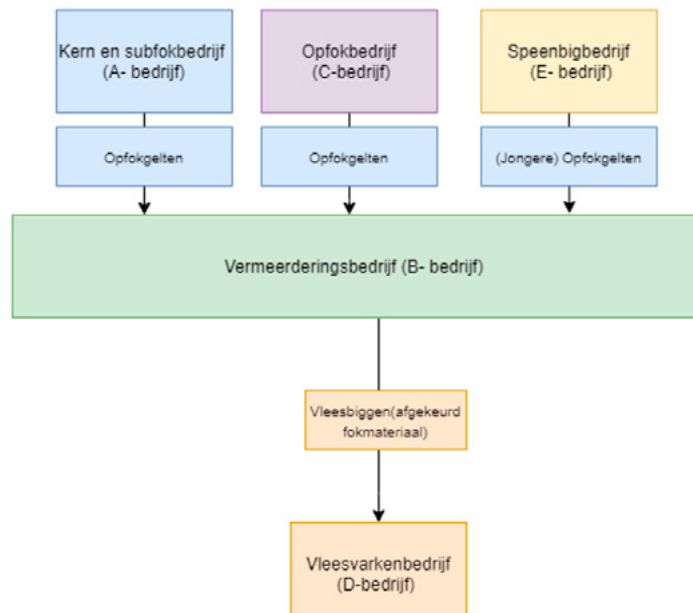 Kern en subfokbedrijf
(A- bedrijf)
Opfokbedrijf
(C-bedrijf)
Speenbigbedrijf
(E- bedrijf)
Opfokgelten
Opfokgelten
(Jongere) Opfokgelten
Vermeerderingsbedrijf (B- bedrijf)
Vleesbiggen(afgekeurd
fokmateriaal)
Vleesvarkenbedrijf
(D-bedrijf)